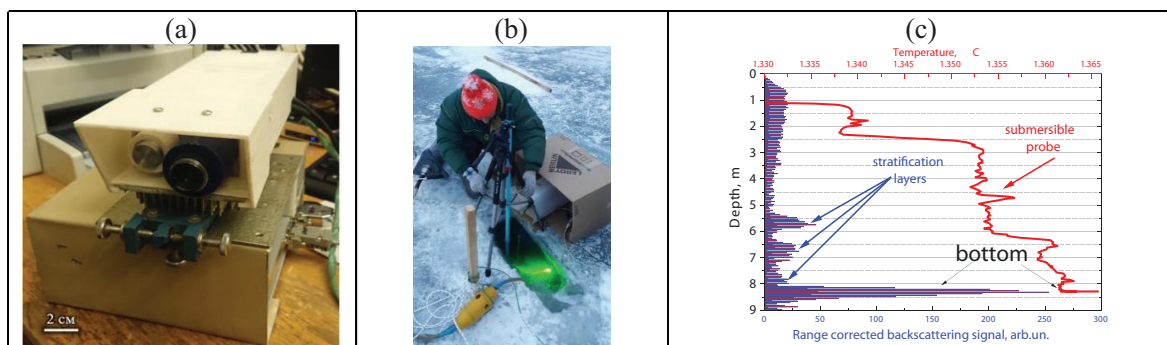 (a)
(b)
(c)
2 см
Temperature, C
1.330 1.335 1.340 1.345 1.350 1.355 1.360 1.365
0
1
2
3
4
5
6
7
8
9
Depth, m
submersible
probe
stratification
layers
bottom
0 50 100 150 200 250 300
Range corrected backscattering signal, arb.un.